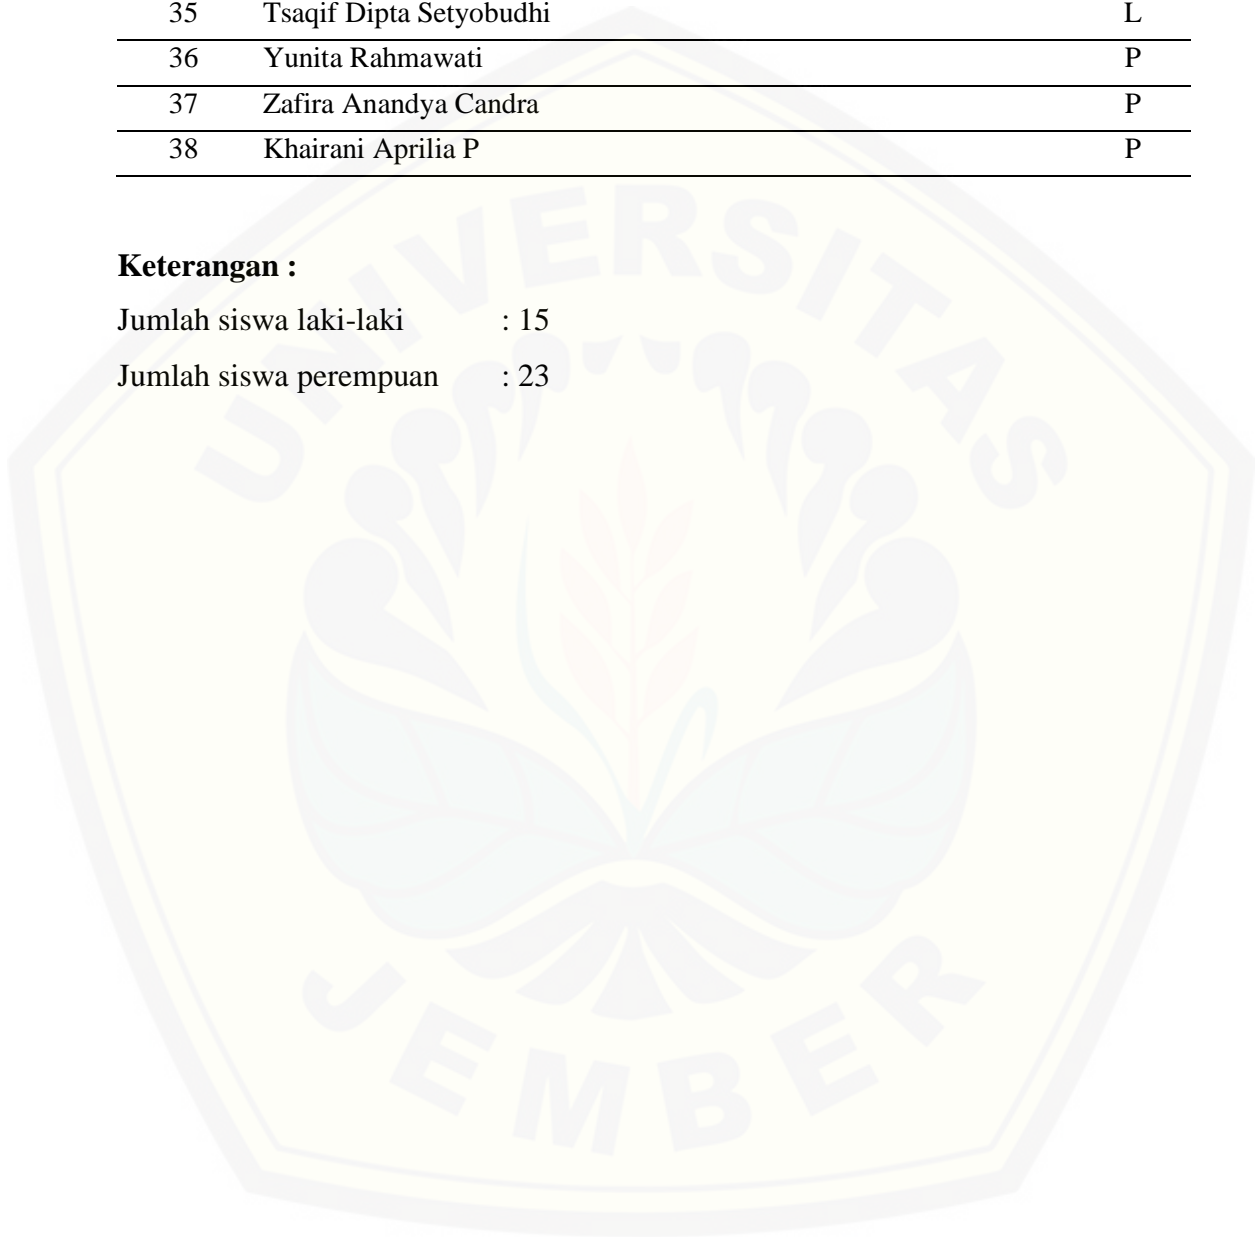 35 Tsaqif Dipta Setyobudhi L
36 Yunita Rahmawati P
37 Zafira Anandya Candra P
38 Khairani Aprilia P P
Keterangan :
Jumlah siswa laki-laki : 15
Jumlah siswa perempuan : 23
UNIVERSITAS
JEMBER